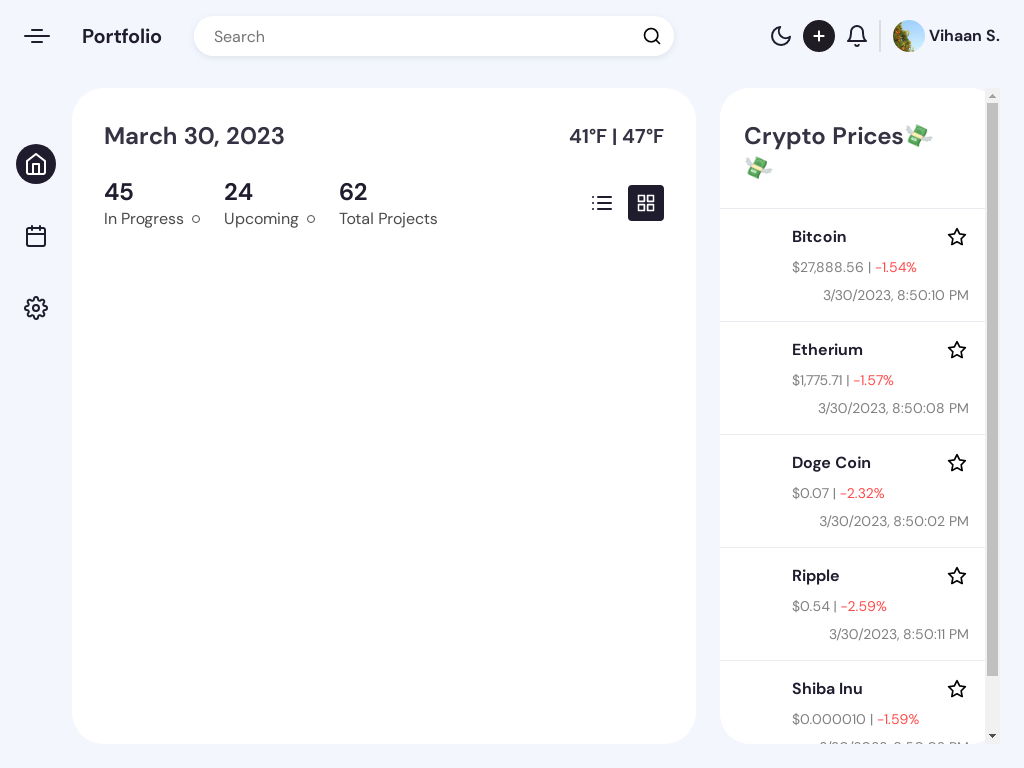 Portfolio
Search
Vihaan S.
March 30, 2023
41°F | 47°F
45
In Progress
24
Upcoming
62
Total Projects
Crypto Prices💸
💸
Bitcoin
$27,888.56 | -1.54%
3/30/2023, 8:50:10 PM
Etherium
$1,775.71 | -1.57%
3/30/2023, 8:50:08 PM
Doge Coin
$0.07 | -2.32%
3/30/2023, 8:50:02 PM
Ripple
$0.54 | -2.59%
3/30/2023, 8:50:11 PM
Shiba Inu
$0.000010 | -1.59%